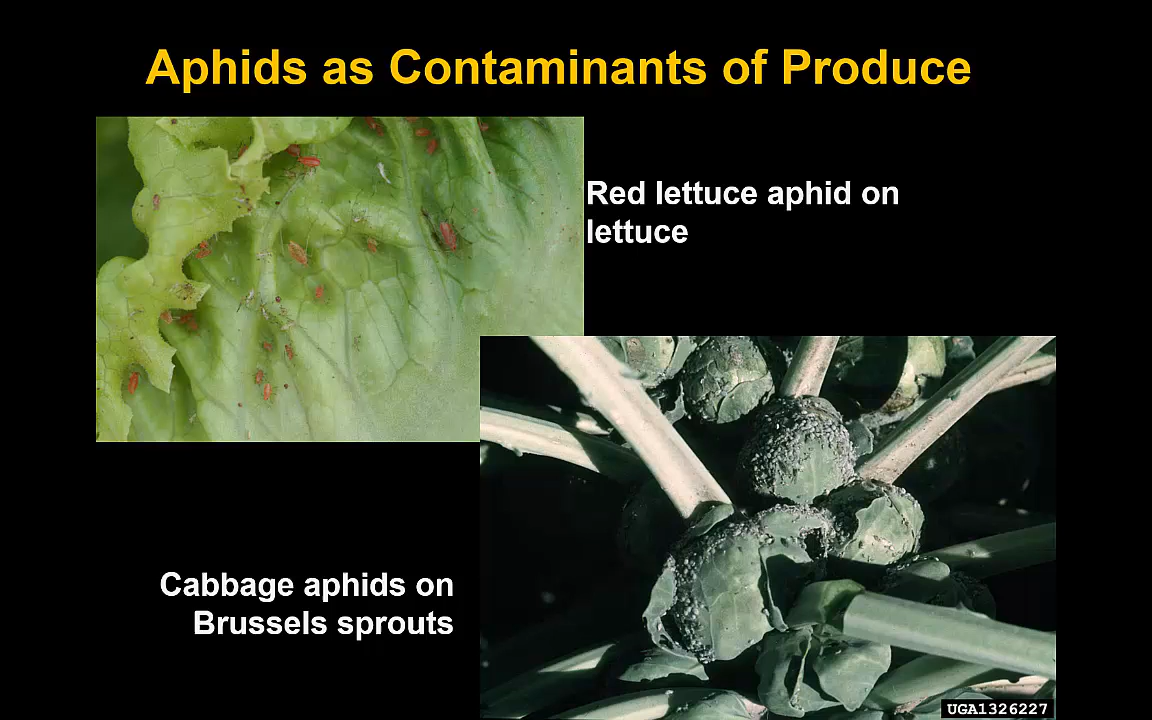 Aphids as Contaminants of Produce
Red lettuce aphid on
lettuce
Cabbage aphids on
Brussels sprouts
UGA1326227